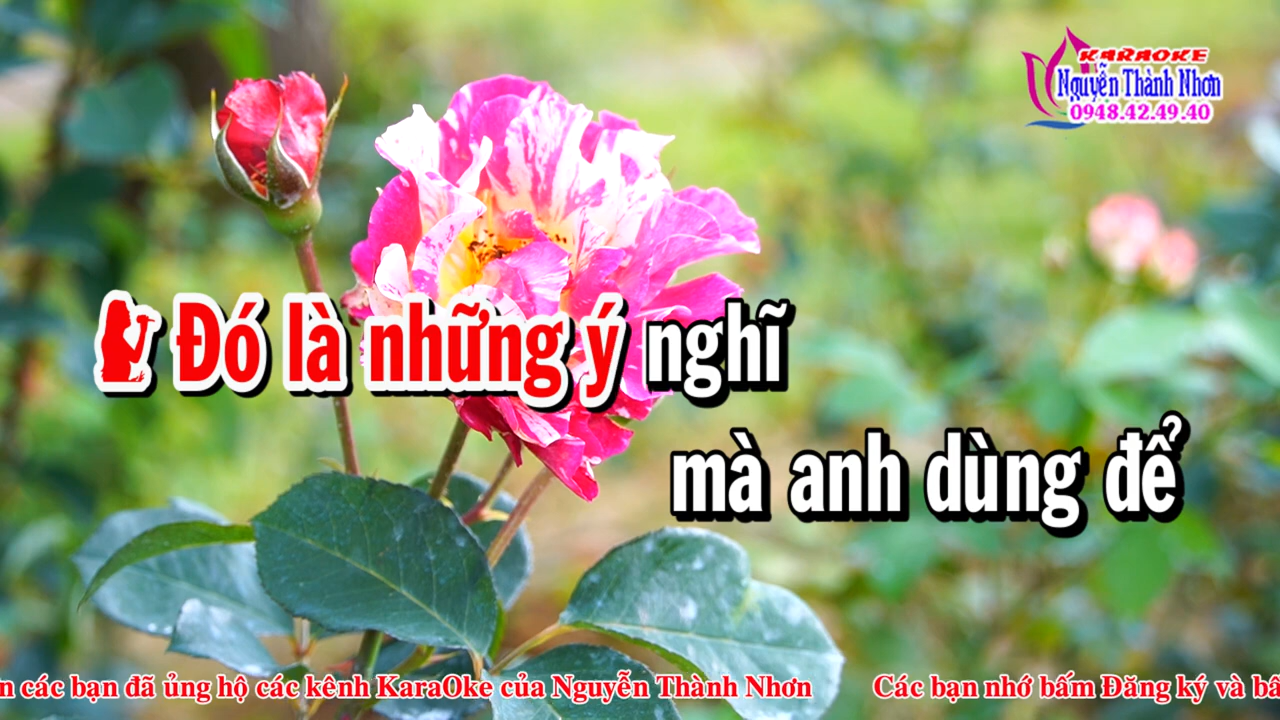 KARAOKE
Nguyễn Thành Nhơn
0948.42.49.40
Đó là những ý nghĩ
mà anh dùng để
các bạn đã ủng hộ các kênh KaraOke của Nguyễn Thành Nhơn
Các bạn nhớ bấm Đăng ký và